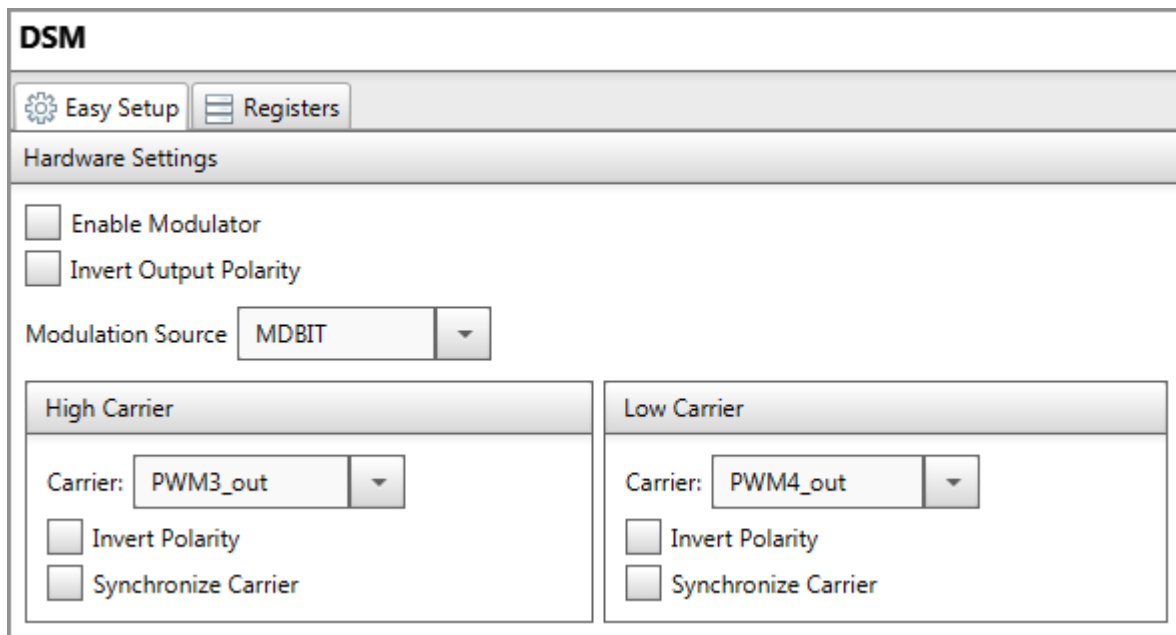 DSM
Easy Setup Registers
Hardware Settings
Enable Modulator
Invert Output Polarity
Modulation Source MDBIT
High Carrier
Carrier: PWM3_out
Invert Polarity
Synchronize Carrier
Low Carrier
Carrier: PWM4_out
Invert Polarity
Synchronize Carrier